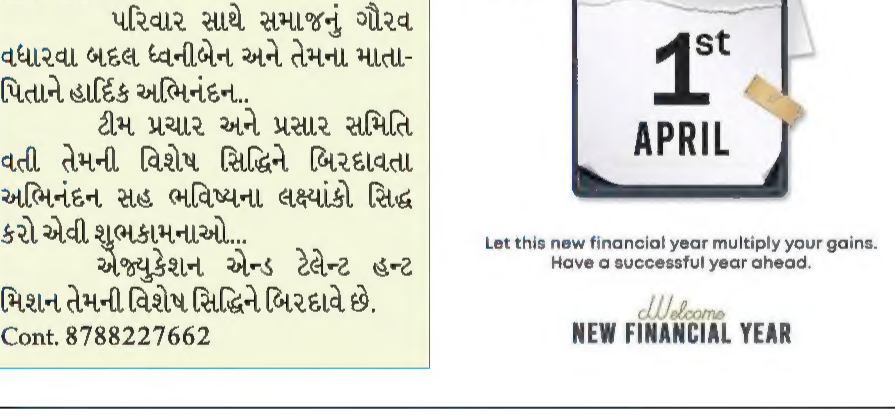 પરિવાર સાથે સમાજનું ગૌરવ
વધારવા બદલ ધ્વનીબેન અને તેમના માતા-
પિતાને હાર્દિક અભિનંદન..
ટીમ પ્રચાર અને પ્રસાર સમિતિ
વતી તેમની વિશેષ સિદ્ધિને બિરદાવતા
અભિનંદન સહ ભવિષ્યના લક્ષ્યાંકો સિદ્ધ
કરો એવી શુભકામનાઓ...
એજ્યુકેશન એન્ડ ટેલેન્ટ હન્ટ
મિશન તેમની વિશેષ સિદ્ધિને બિરદાવે છે.
Cont. 8788227662
1st
APRIL
Let this new financial year multiply your gains.
Have a successful year ahead.
Welcome
NEW FINANCIAL YEAR